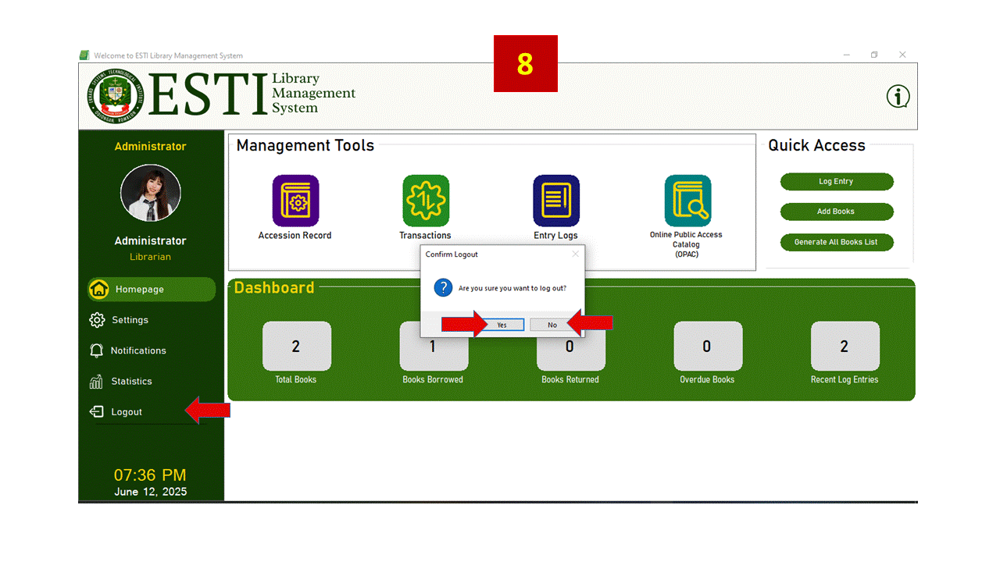 8
Welcome to ESTI Library Management System
ESTI
Library
Management
System
Administrator
Administrator
Librarian
Homepage
Settings
Notifications
Statistics
Logout
07:36 PM
June 12, 2025
Management Tools
Accession Record
Transactions
Entry Logs
Online Public Access
Catalog
(OPAC)
Quick Access
Log Entry
Add Books
Generate All Books List
Confirm Logout
Are you sure you want to log out?
Yes
No
Dashboard
2
Total Books
1
Books Borrowed
0
Books Returned
0
Overdue Books
2
Recent Log Entries